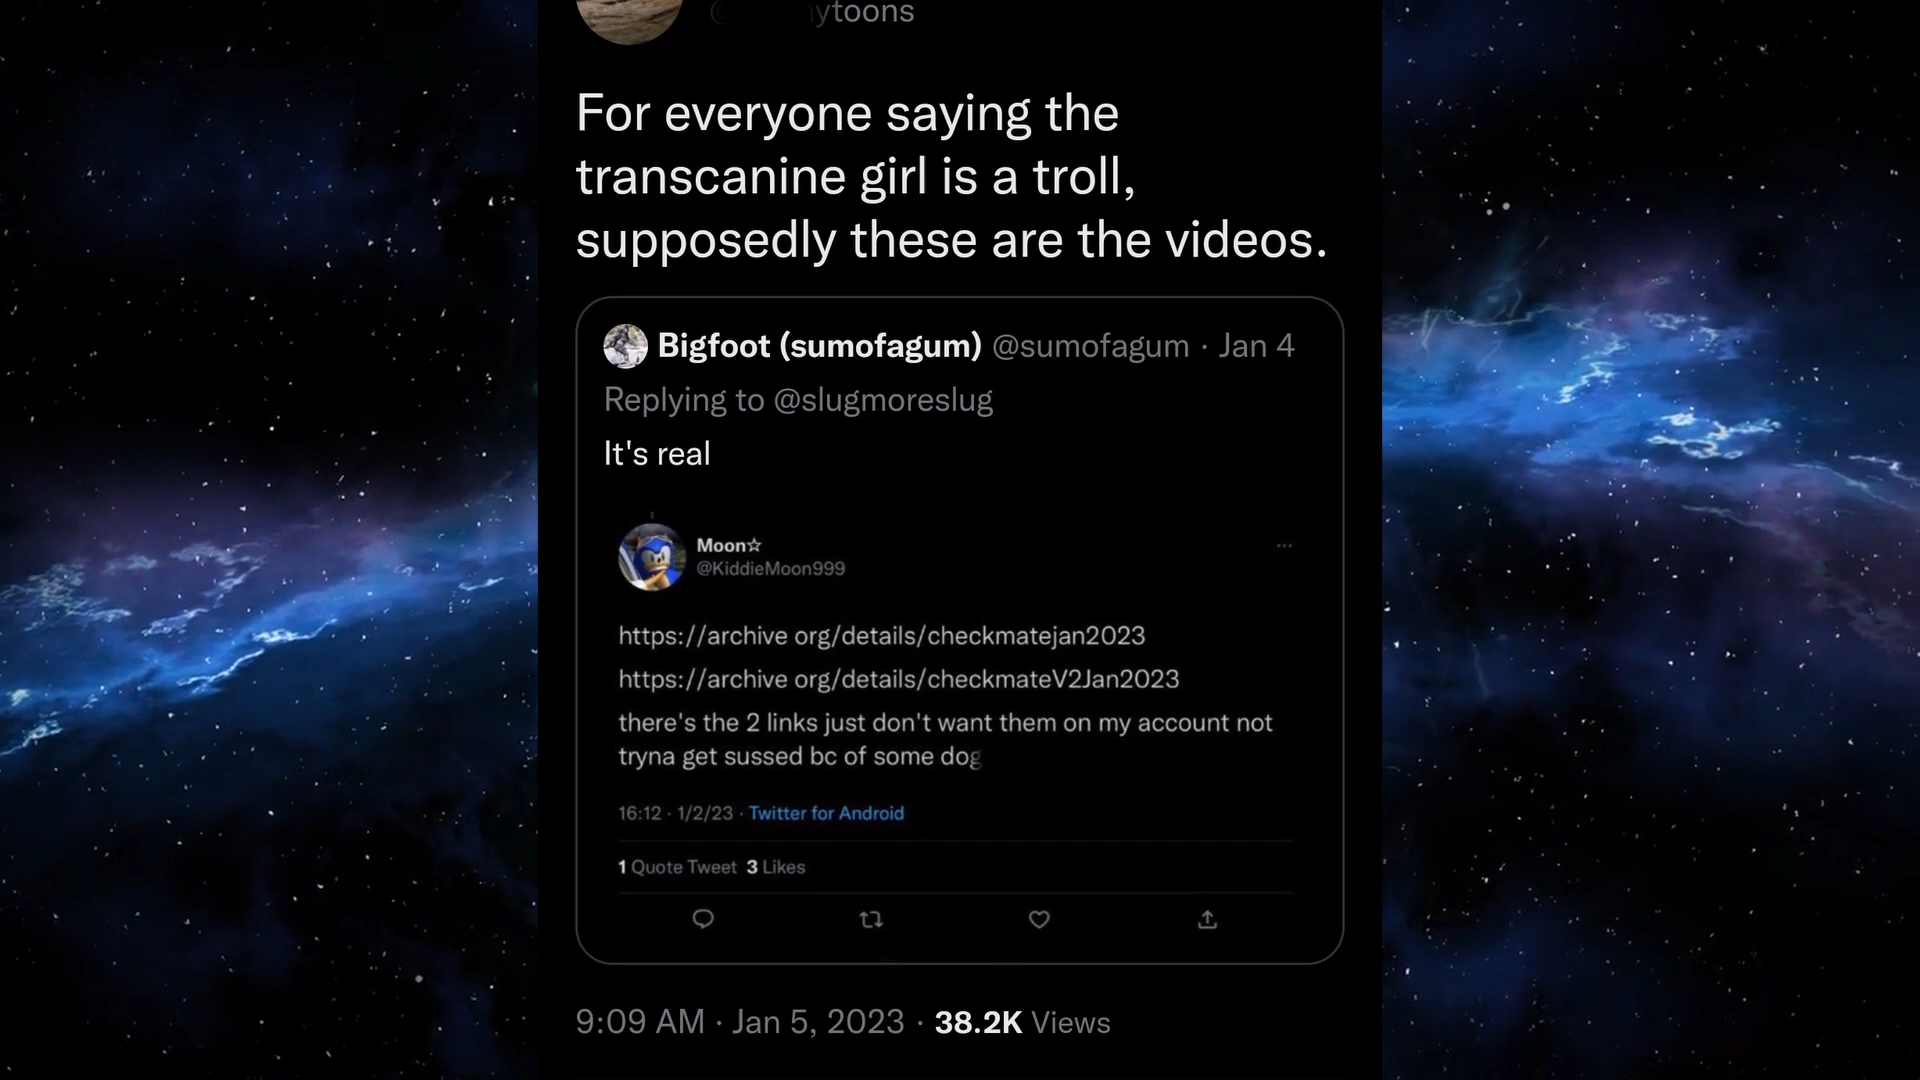 ytoons
For everyone saying the
transcanine girl is a troll,
supposedly these are the videos.
Bigfoot (sumofagum) @sumofagum · Jan 4
Replying to @slugmoreslug
It's real
Moon☆
@KiddieMoon999
https://archive org/details/checkmatejan2023
https://archive org/details/checkmateV2Jan2023
there's the 2 links just don't want them on my account not
tryna get sussed bc of some dog
16:12 · 1/2/23 · Twitter for Android
1 Quote Tweet 3 Likes
9:09 AM · Jan 5, 2023 · 38.2K Views